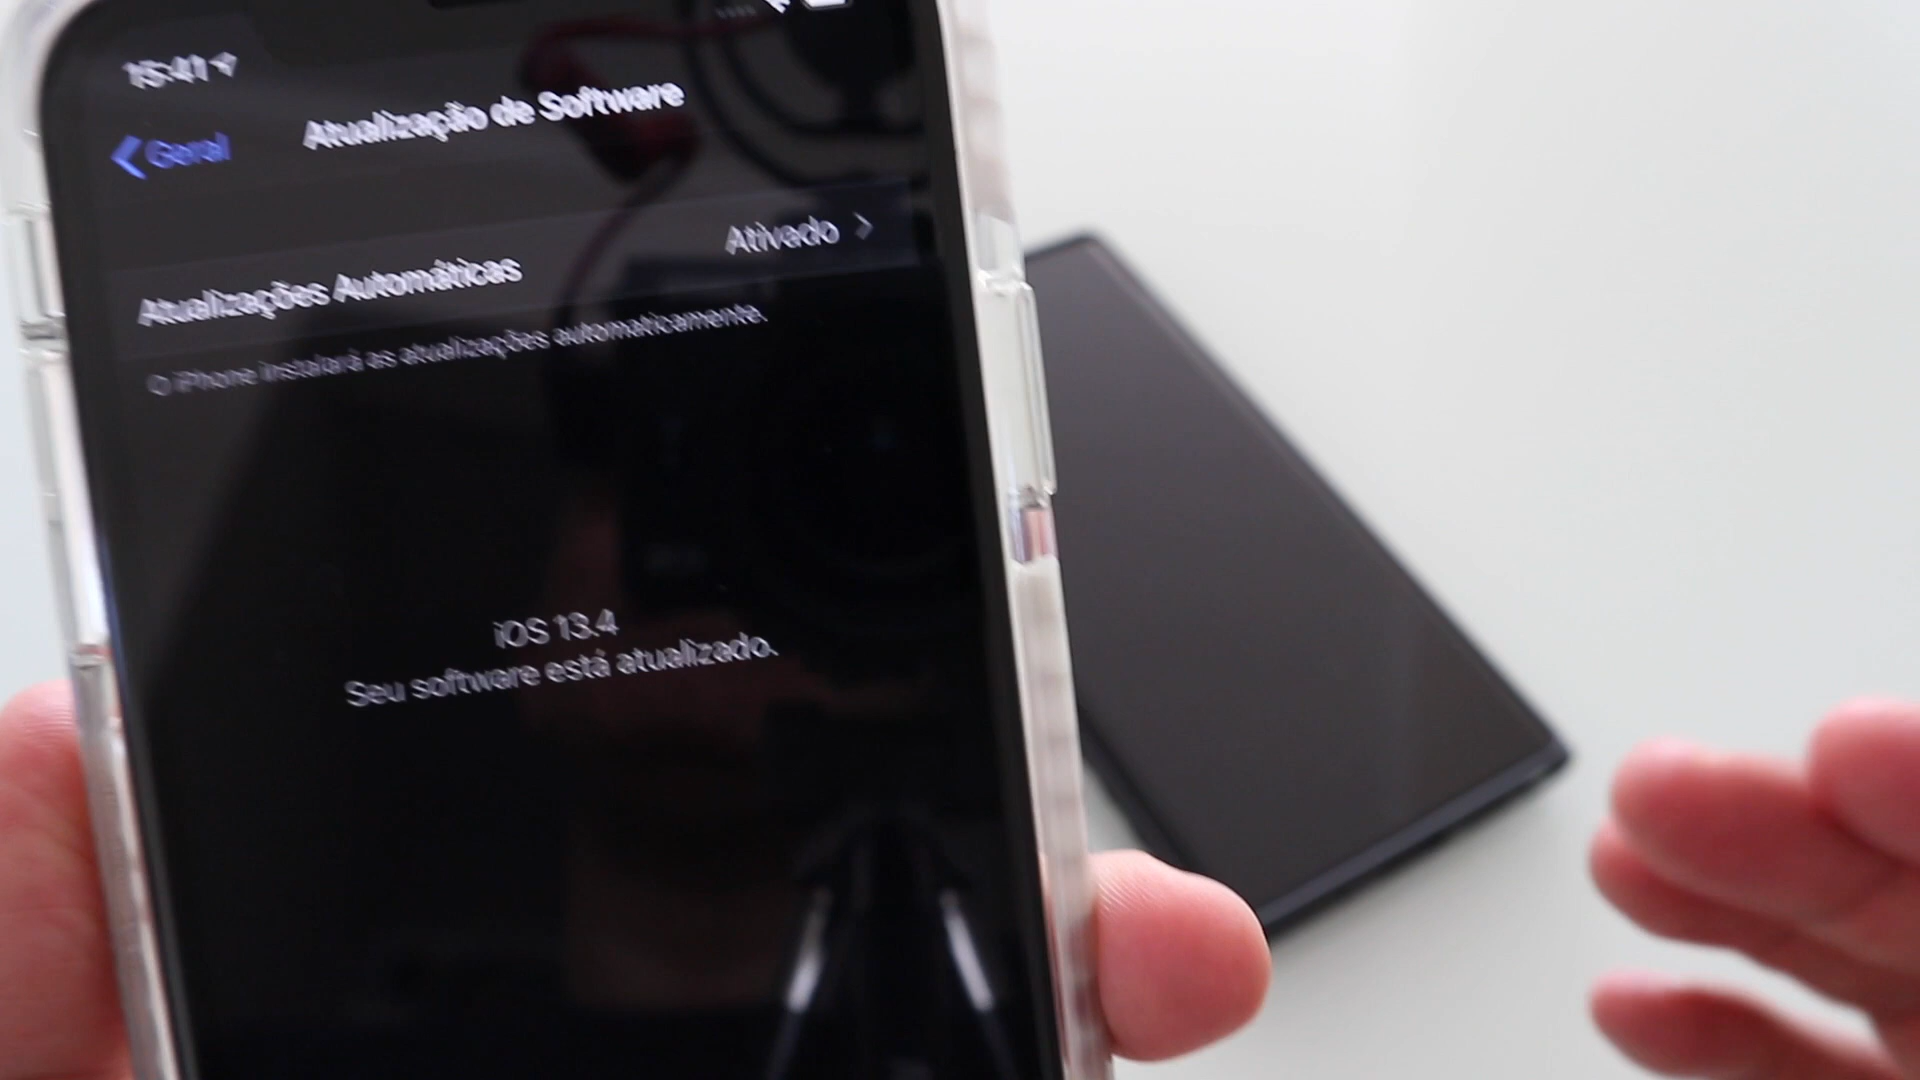 15:41
Geral
Atualização de Software
Atualizações Automáticas
Ativado
O iPhone instalará as atualizações automaticamente.
iOS 13.4
Seu software está atualizado.